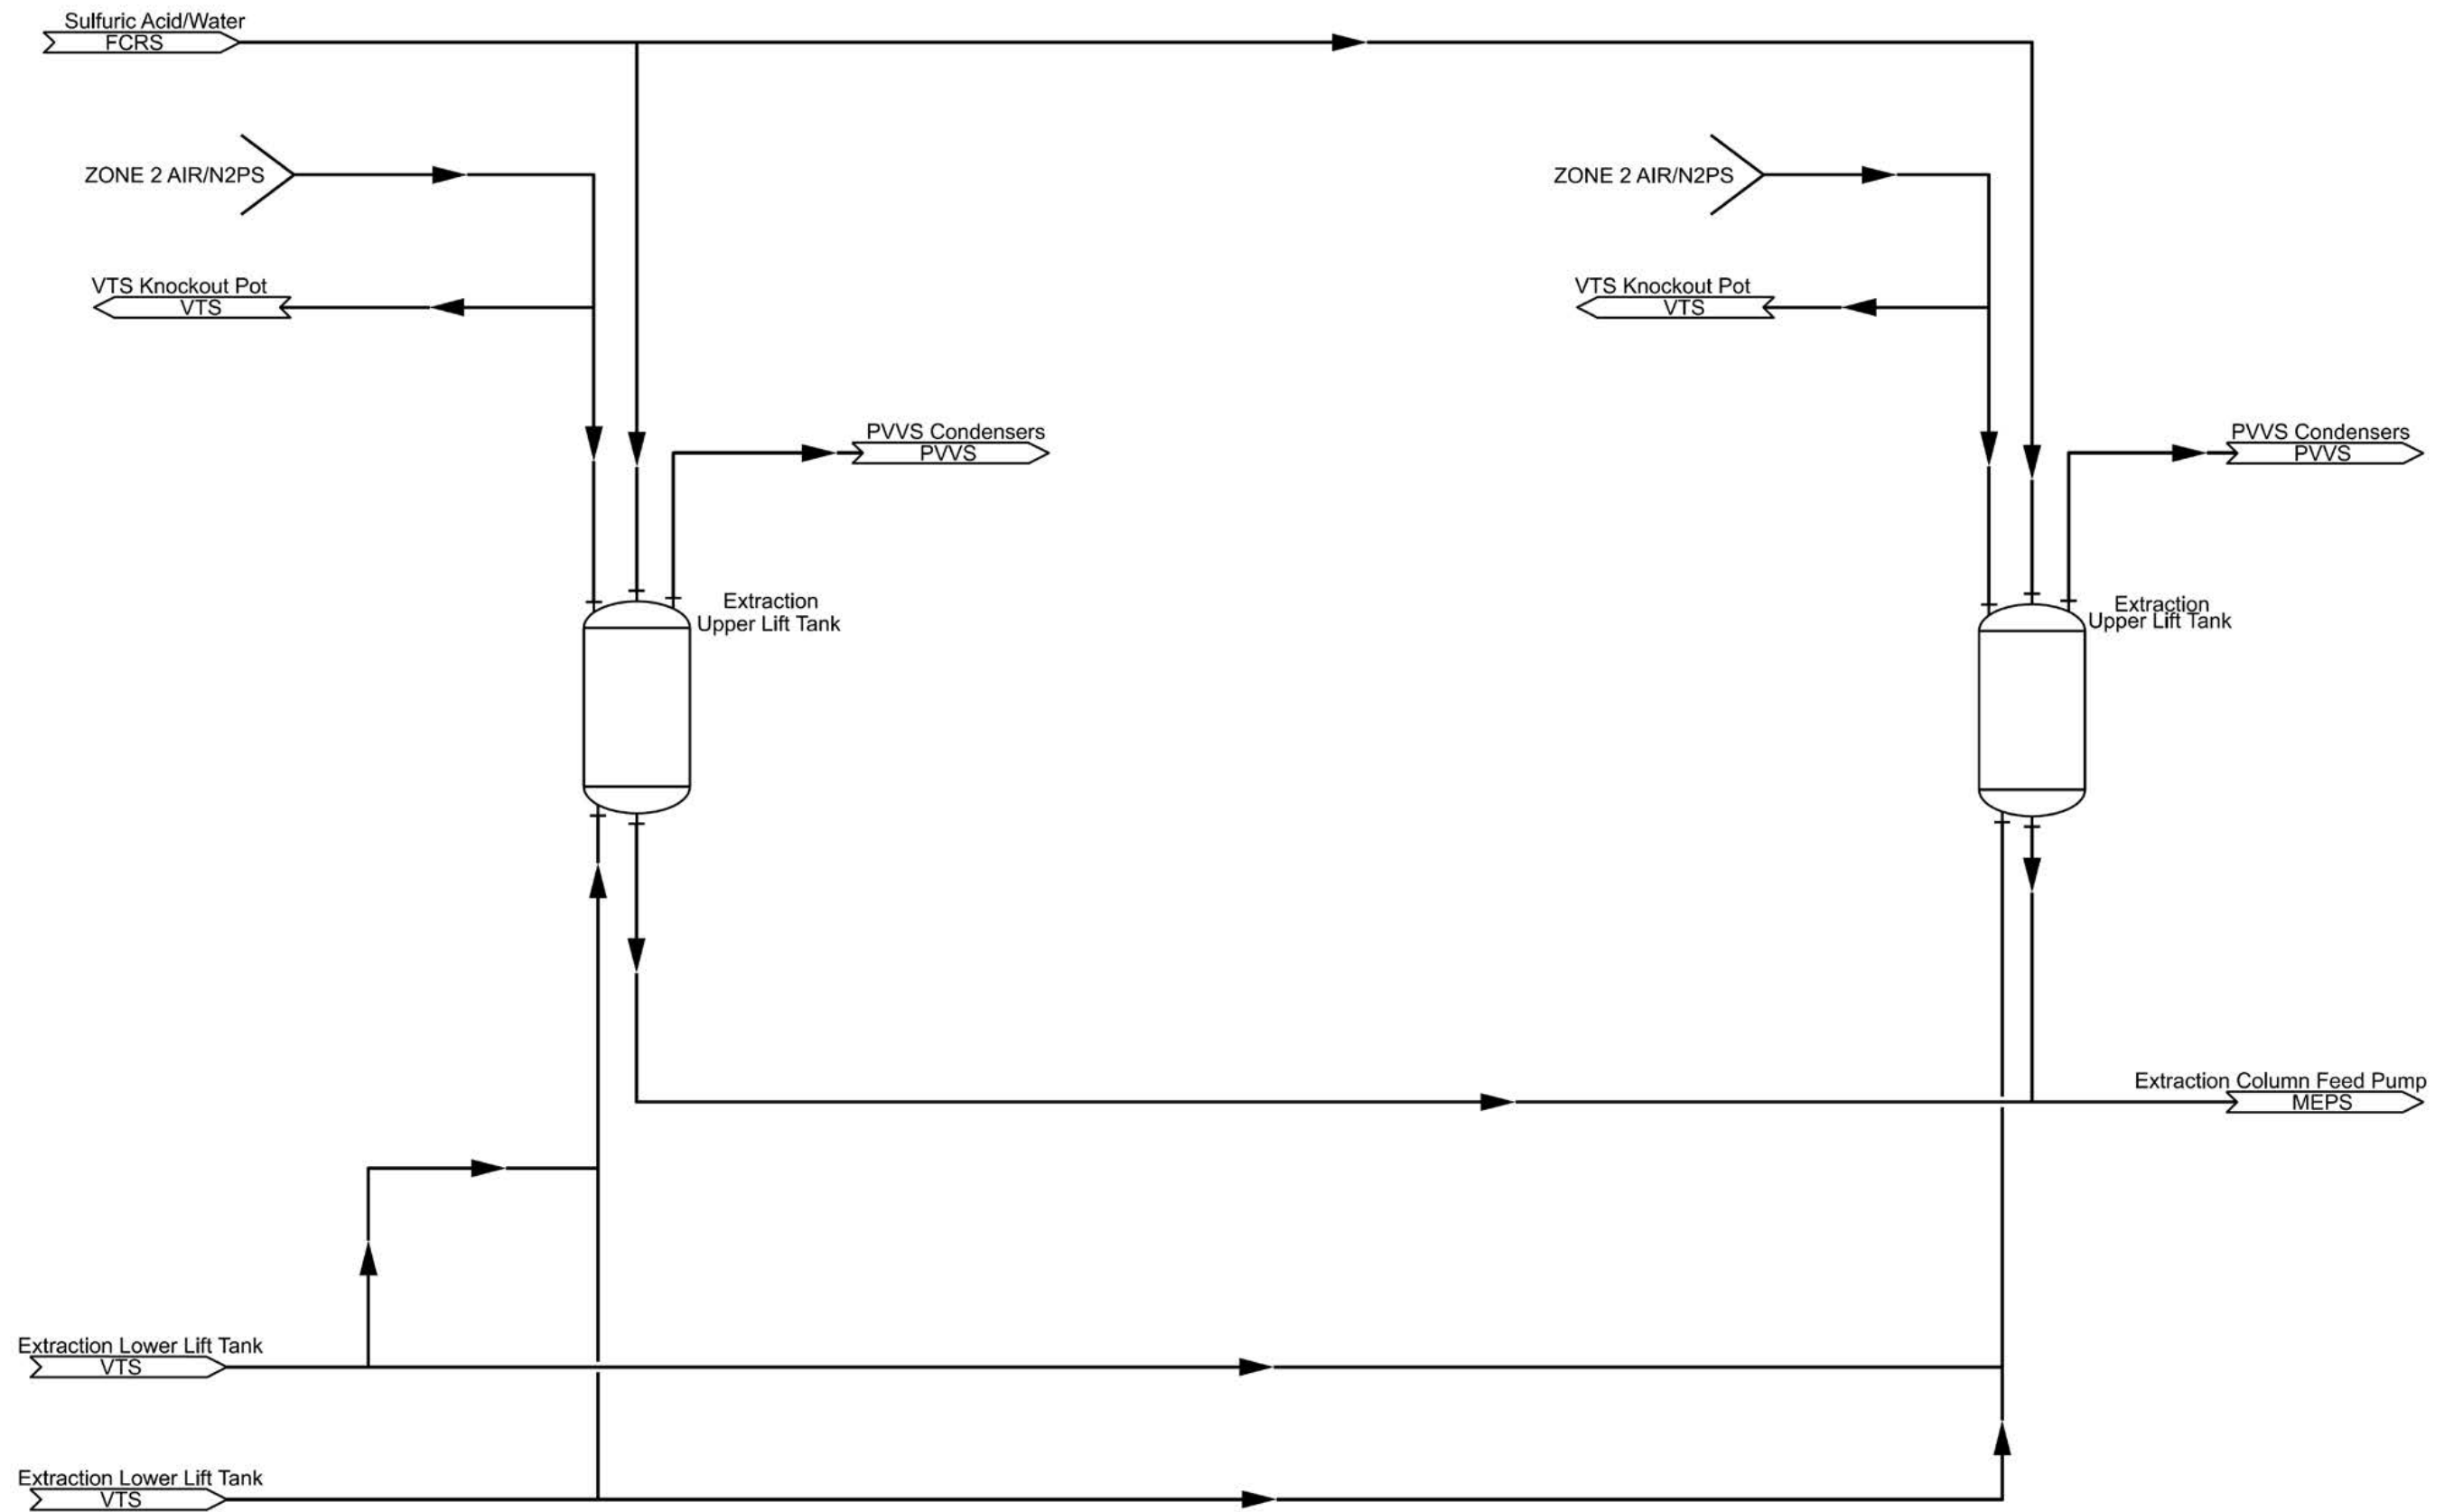 Sulfuric Acid/Water
FCRS
ZONE 2 AIR/N2PS
ZONE 2 AIR/N2PS
VTS Knockout Pot
VTS
VTS Knockout Pot
VTS
PVVS Condensers
PVVS
PVVS Condensers
PVVS
Extraction
Upper Lift Tank
Extraction
Upper Lift Tank
Extraction Column Feed Pump
MEPS
Extraction Lower Lift Tank
VTS
Extraction Lower Lift Tank
VTS